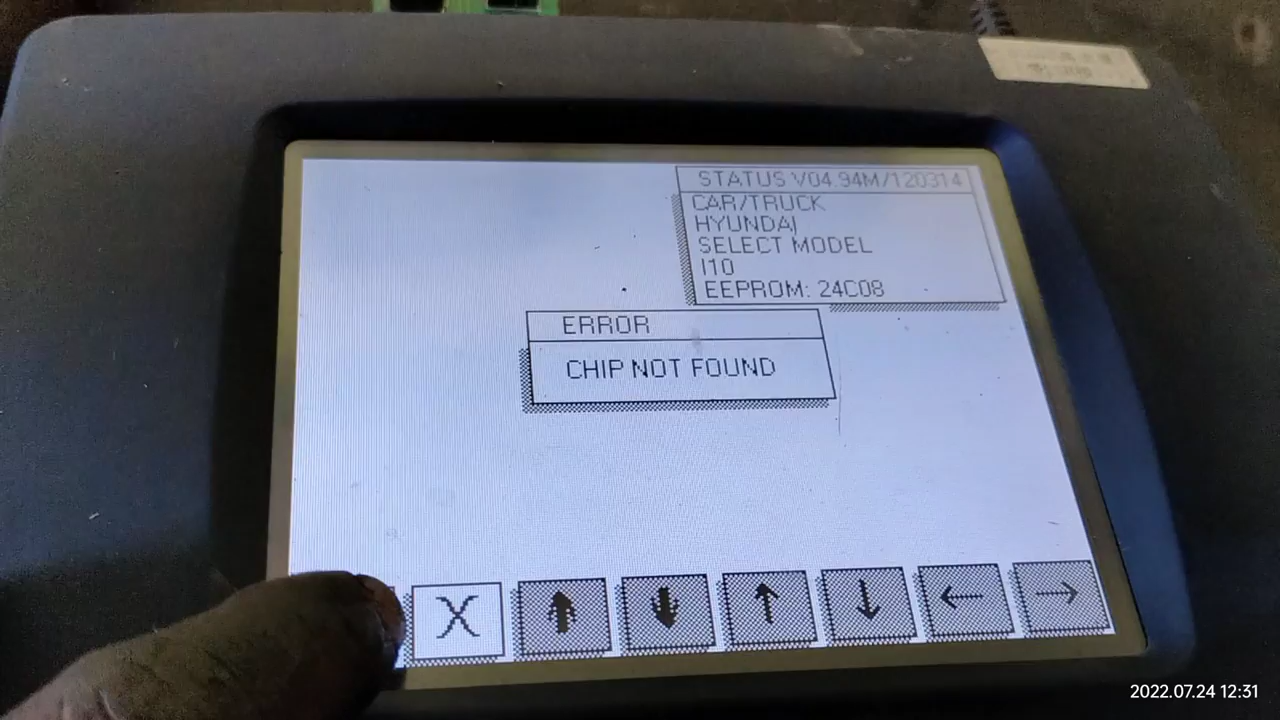 STATUS V04.94M/120314
CAR/TRUCK
HYUNDAI
SELECT MODEL
I10
EEPROM: 24C08
ERROR
CHIP NOT FOUND
X
2022.07.24 12:31